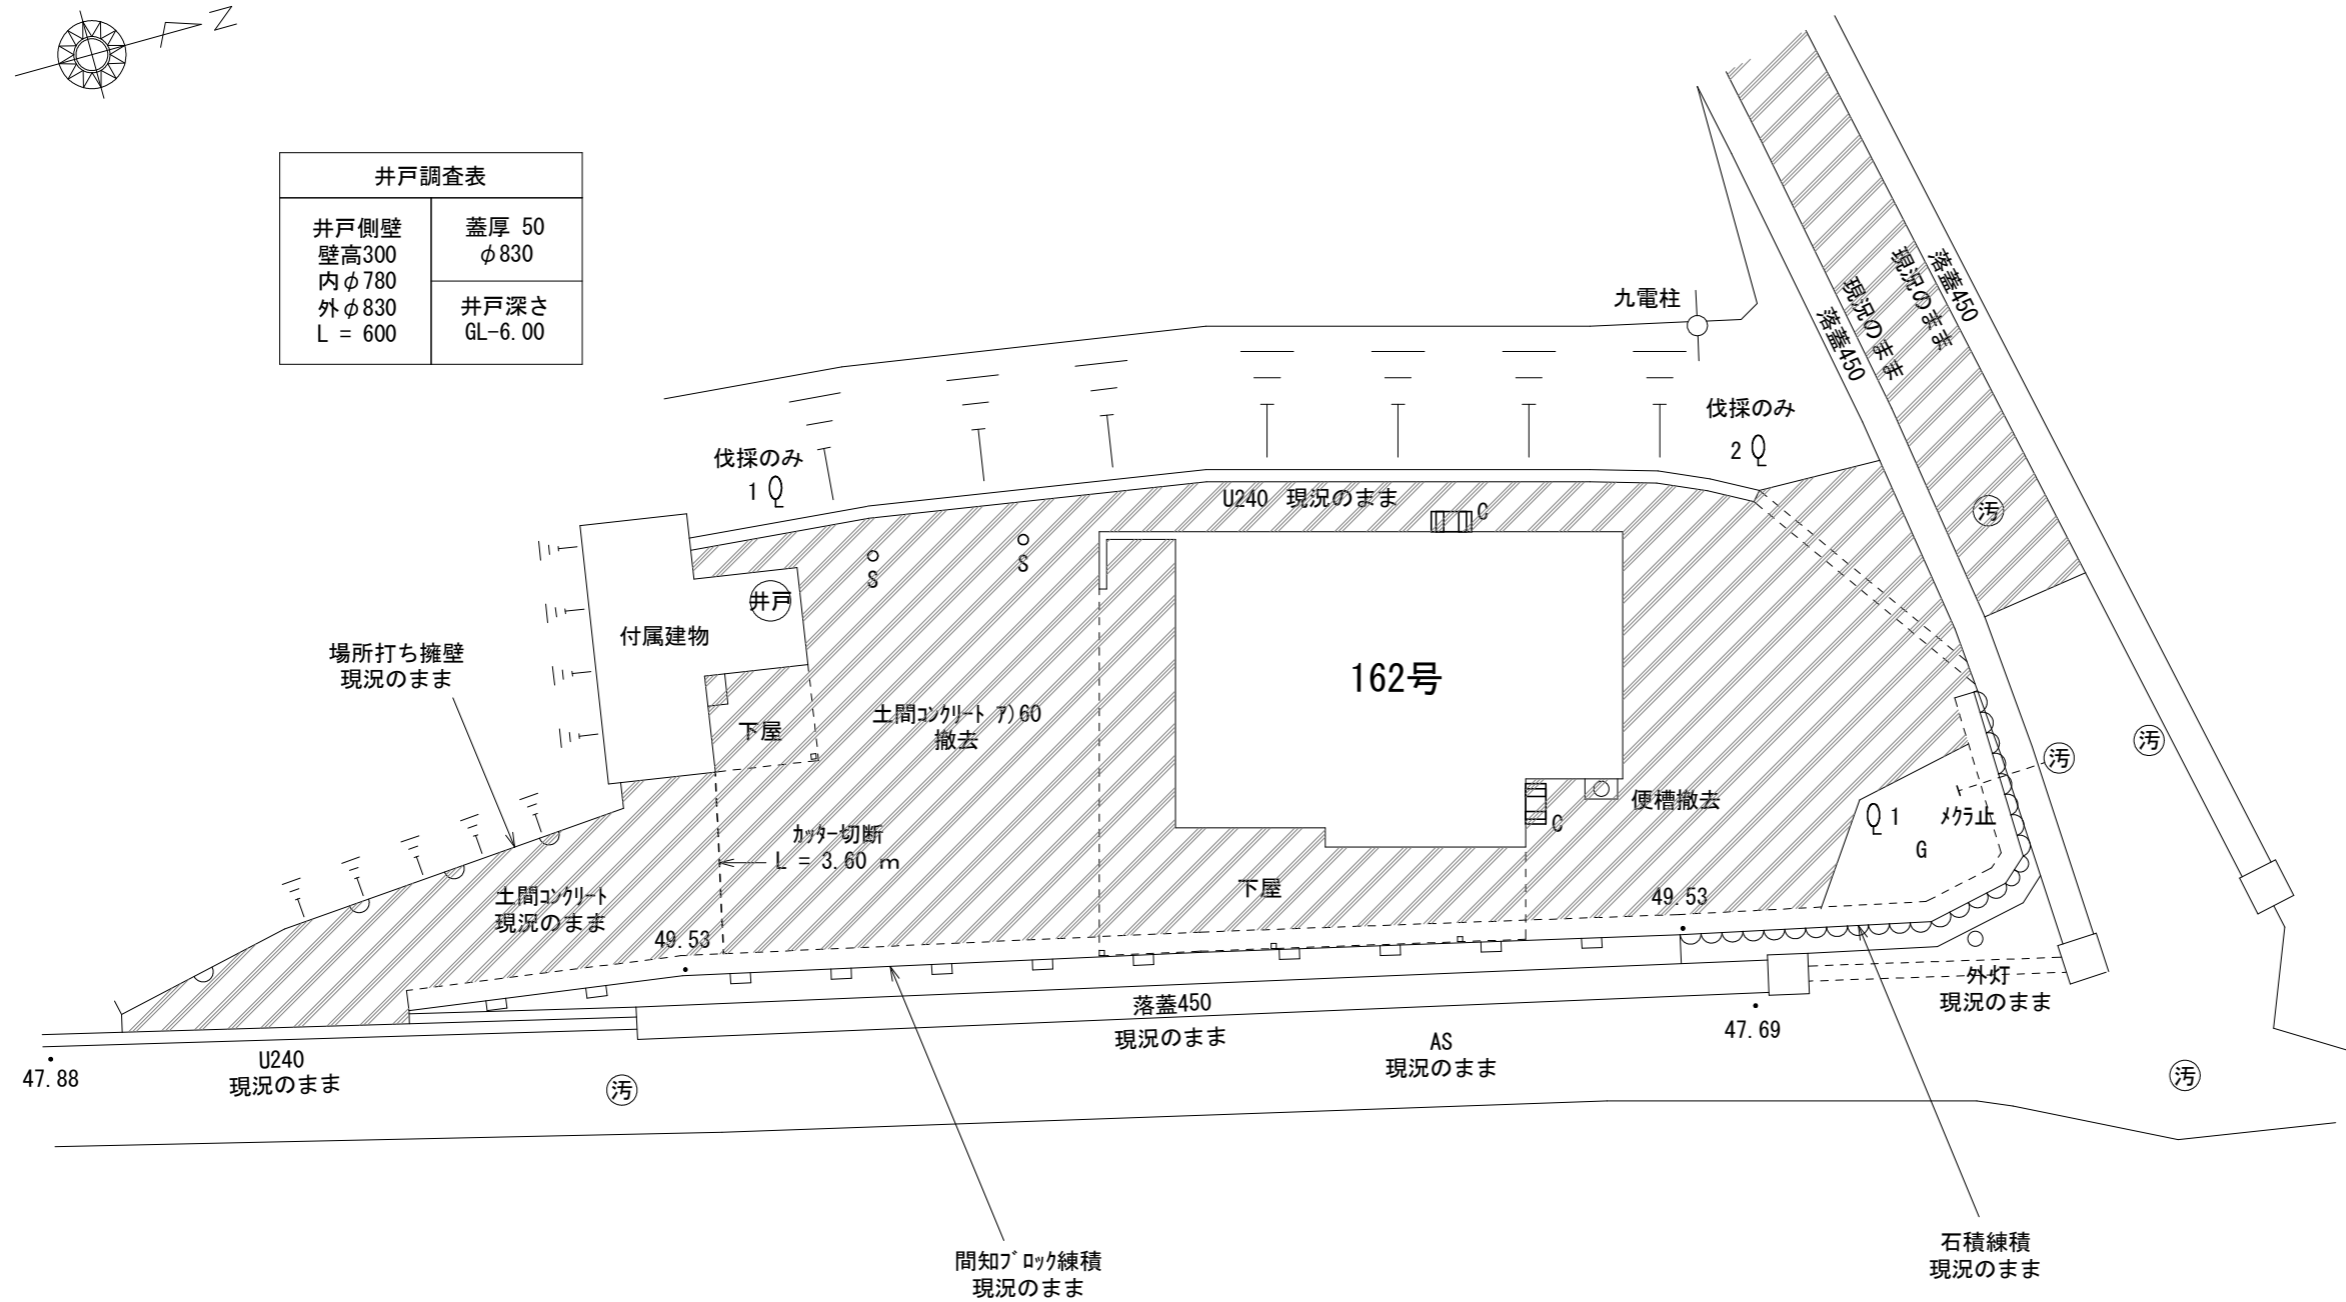 N
井戸調査表
井戸側壁
壁高300
内φ780
外φ830
L = 600
蓋厚 50
φ830
井戸深さ
GL-6.00
九電柱
落蓋450
現況のまま
落蓋450
現況のまま
伐採のみ
2
伐採のみ
1
U240 現況のまま
C
汚
S
S
井戸
付属建物
場所打ち擁壁
現況のまま
162号
下屋
土間ｺﾝｸﾘｰﾄ ｱ)60
撤去
汚
汚
便槽撤去
1
ﾒｸﾗ止
G
C
ｶｯﾀｰ切断
L = 3.60 m
下屋
49.53
土間ｺﾝｸﾘｰﾄ
現況のまま
49.53
外灯
現況のまま
落蓋450
現況のまま
47.69
AS
現況のまま
47.88
U240
現況のまま
汚
汚
間知ﾌﾞﾛｯｸ練積
現況のまま
石積練積
現況のまま